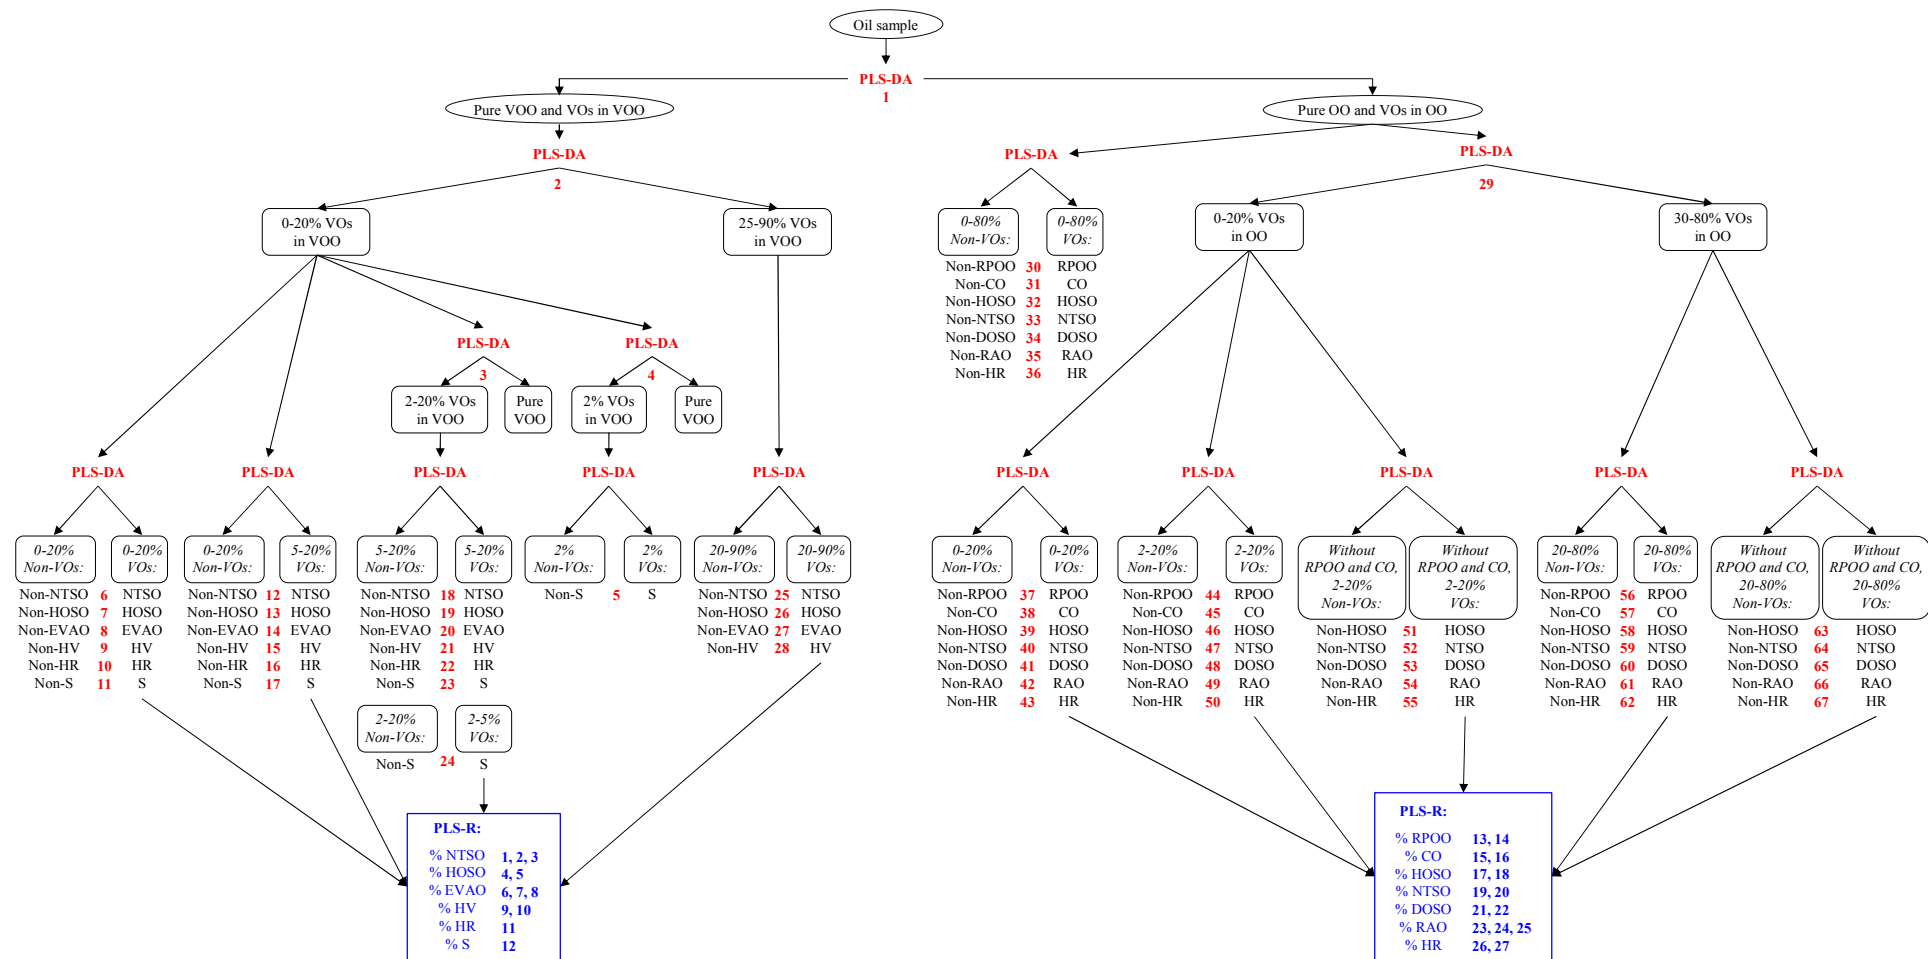 Oil sample
PLS-DA
1
Pure VOO and VOs in VOO
Pure OO and VOs in OO
PLS-DA
2
0-20% VOs
in VOO
25-90% VOs
in VOO
PLS-DA
3
2-20% VOs
in VOO
Pure
VOO
PLS-DA
4
2% VOs
in VOO
Pure
VOO
PLS-DA
0-20%
Non-VOs:
0-20%
VOs:
Non-NTSO 6 NTSO
Non-HOSO 7 HOSO
Non-EVAO 8 EVAO
Non-HV 9 HV
Non-HR 10 HR
Non-S 11 S
PLS-DA
0-20%
Non-VOs:
5-20%
VOs:
Non-NTSO 12 NTSO
Non-HOSO 13 HOSO
Non-EVAO 14 EVAO
Non-HV 15 HV
Non-HR 16 HR
Non-S 17 S
PLS-DA
5-20%
Non-VOs:
5-20%
VOs:
Non-NTSO 18 NTSO
Non-HOSO 19 HOSO
Non-EVAO 20 EVAO
Non-HV 21 HV
Non-HR 22 HR
Non-S 23 S
2-20%
Non-VOs:
2-5%
VOs:
Non-S 24 S
PLS-DA
2%
Non-VOs:
2%
VOs:
Non-S 5 S
PLS-DA
20-90%
Non-VOs:
20-90%
VOs:
Non-NTSO 25 NTSO
Non-HOSO 26 HOSO
Non-EVAO 27 EVAO
Non-HV 28 HV
PLS-R:
% NTSO 1, 2, 3
% HOSO 4, 5
% EVAO 6, 7, 8
% HV 9, 10
% HR 11
% S 12
PLS-DA
0-80%
Non-VOs:
0-80%
VOs:
Non-RPOO 30 RPOO
Non-CO 31 CO
Non-HOSO 32 HOSO
Non-NTSO 33 NTSO
Non-DOSO 34 DOSO
Non-RAO 35 RAO
Non-HR 36 HR
PLS-DA
29
0-20% VOs
in OO
30-80% VOs
in OO
PLS-DA
0-20%
Non-VOs:
0-20%
VOs:
Non-RPOO 37 RPOO
Non-CO 38 CO
Non-HOSO 39 HOSO
Non-NTSO 40 NTSO
Non-DOSO 41 DOSO
Non-RAO 42 RAO
Non-HR 43 HR
PLS-DA
2-20%
Non-VOs:
2-20%
VOs:
Non-RPOO 44 RPOO
Non-CO 45 CO
Non-HOSO 46 HOSO
Non-NTSO 47 NTSO
Non-DOSO 48 DOSO
Non-RAO 49 RAO
Non-HR 50 HR
PLS-DA
Without
RPOO and CO,
2-20%
Non-VOs:
Without
RPOO and CO,
2-20%
VOs:
Non-HOSO 51 HOSO
Non-NTSO 52 NTSO
Non-DOSO 53 DOSO
Non-RAO 54 RAO
Non-HR 55 HR
PLS-DA
20-80%
Non-VOs:
20-80%
VOs:
Non-RPOO 56 RPOO
Non-CO 57 CO
Non-HOSO 58 HOSO
Non-NTSO 59 NTSO
Non-DOSO 60 DOSO
Non-RAO 61 RAO
Non-HR 62 HR
PLS-DA
Without
RPOO and CO,
20-80%
Non-VOs:
Without
RPOO and CO,
20-80%
VOs:
Non-HOSO 63 HOSO
Non-NTSO 64 NTSO
Non-DOSO 65 DOSO
Non-RAO 66 RAO
Non-HR 67 HR
PLS-R:
% RPOO 13, 14
% CO 15, 16
% HOSO 17, 18
% NTSO 19, 20
% DOSO 21, 22
% RAO 23, 24, 25
% HR 26, 27